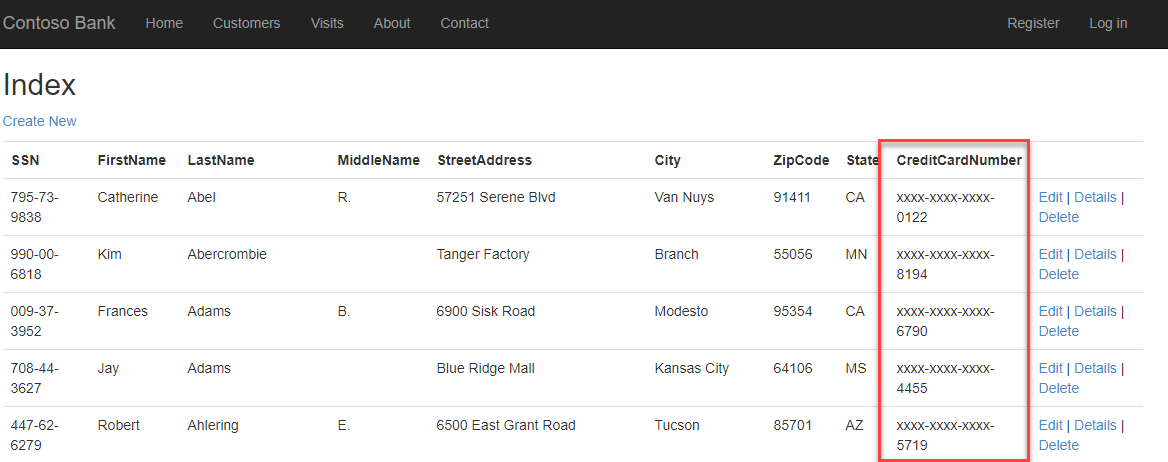 Contoso Bank Home Customers Visits About Contact Register Log in
Index
Create New
SSN FirstName LastName MiddleName StreetAddress City ZipCode State CreditCardNumber
795-73- Catherine Abel R. 57251 Serene Blvd Van Nuys 91411 CA xxxx-xxxx-xxxx- Edit | Details |
9838 0122 Delete
990-00- Kim Abercrombie Tanger Factory Branch 55056 MN xxxx-xxxx-xxxx- Edit | Details |
6818 8194 Delete
009-37- Frances Adams B. 6900 Sisk Road Modesto 95354 CA xxxx-xxxx-xxxx- Edit | Details |
3952 6790 Delete
708-44- Jay Adams Blue Ridge Mall Kansas City 64106 MS xxxx-xxxx-xxxx- Edit | Details |
3627 4455 Delete
447-62- Robert Ahlering E. 6500 East Grant Road Tucson 85701 AZ xxxx-xxxx-xxxx- Edit | Details |
6279 5719 Delete